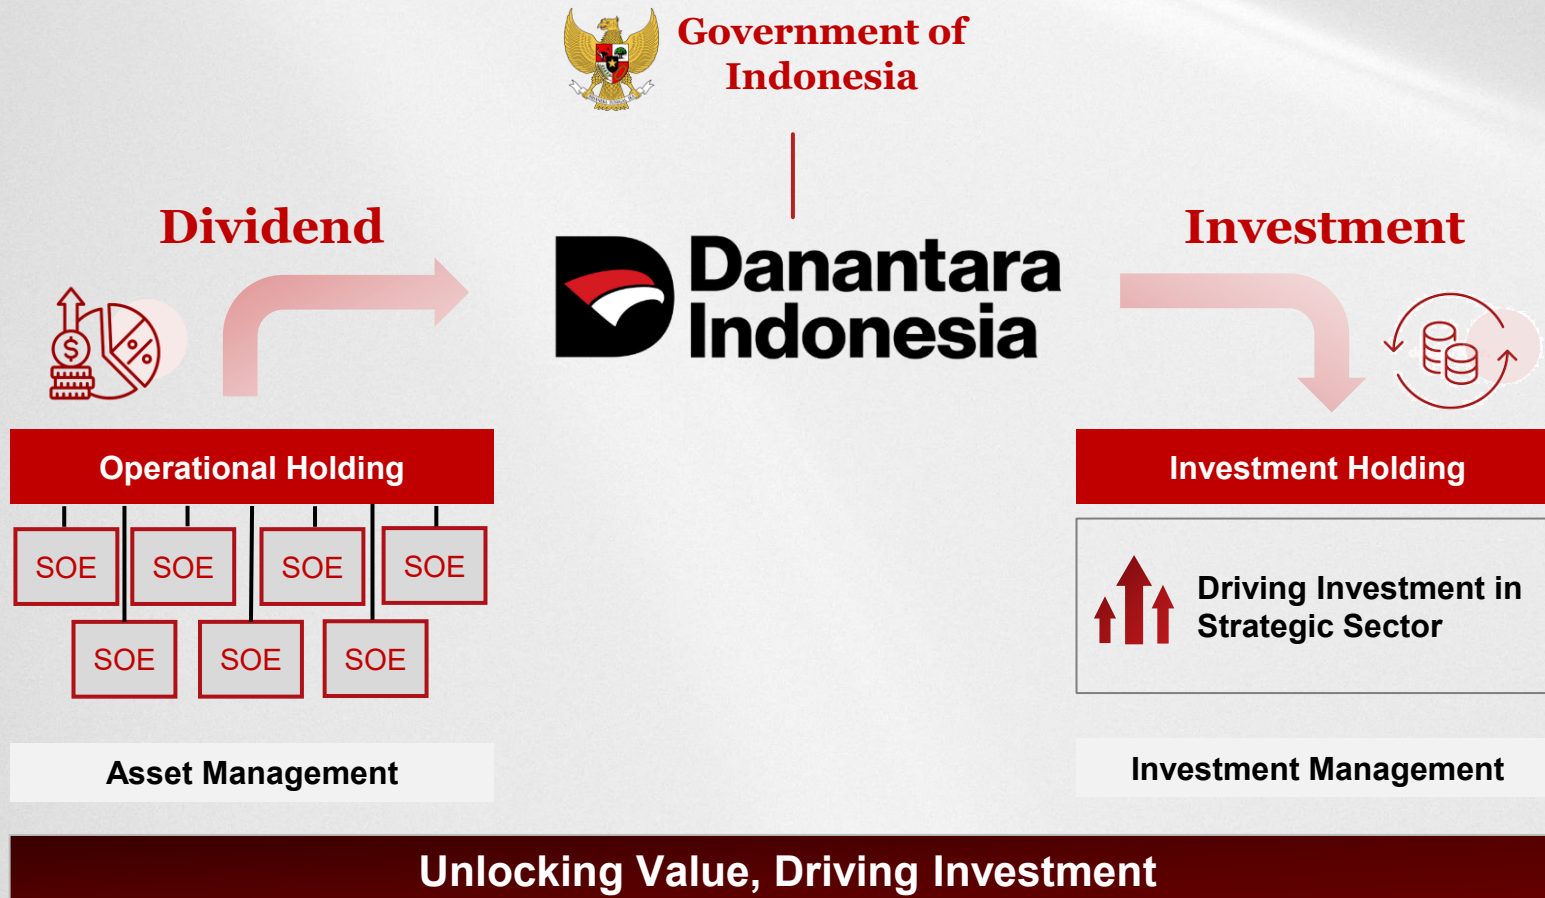 Government of
Indonesia
Dividend
Danantara
Indonesia
Investment
Operational Holding
SOE
SOE
SOE
SOE
SOE
SOE
SOE
Asset Management
Investment Holding
Driving Investment in
Strategic Sector
Investment Management
Unlocking Value, Driving Investment